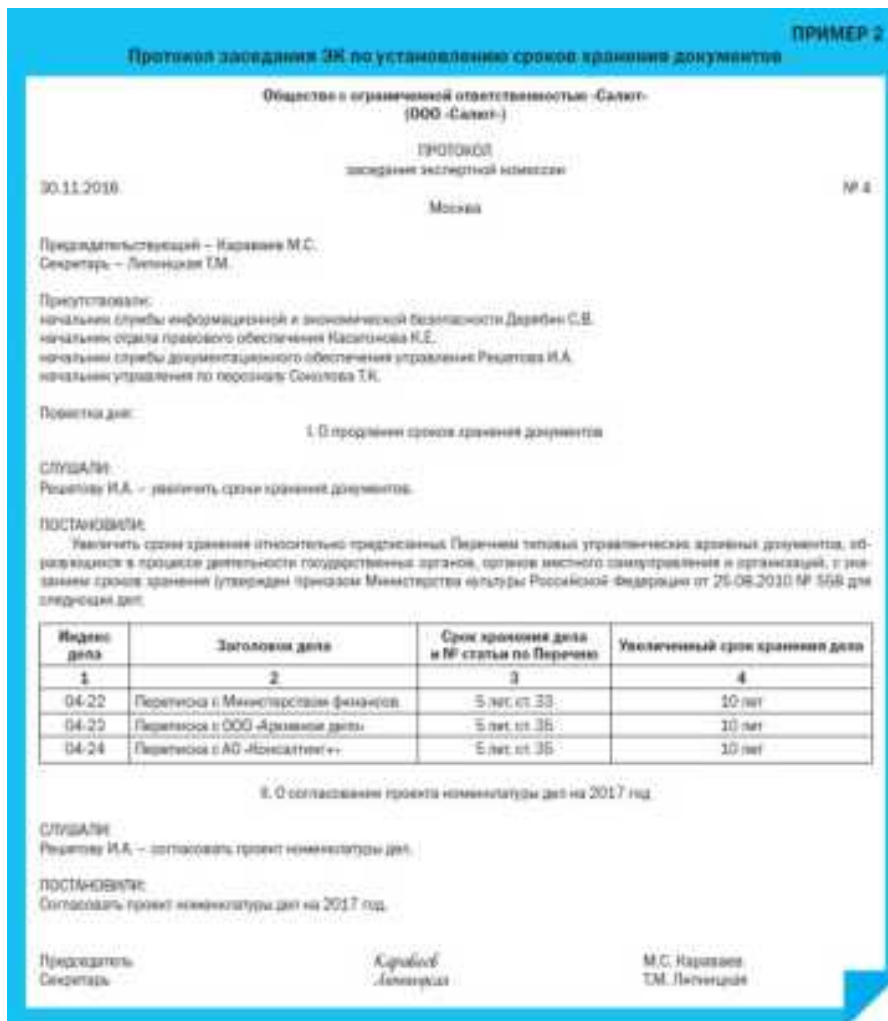 ПРИМЕР 2
Протокол заседания ЭК по установлению сроков хранения документов
Общество с ограниченной ответственностью «Салют»
(ООО «Салют»)
ПРОТОКОЛ
заседания экспертной комиссии
30.11.2016 № 4
Москва
Председательствующий – Караваев М.С.
Секретарь – Липницкая Т.М.
Присутствовали:
начальник службы информационной и экономической безопасности Дерябин С.В.
начальник отдела правового обеспечения Касатонова К.Е.
начальник службы документационного обеспечения управления Решетова И.А.
начальник управления по персоналу Соколова Т.К.
Повестка дня:
I. О продлении сроков хранения документов
СЛУШАЛИ:
Решетову И.А. – увеличить сроки хранения документов.
ПОСТАНОВИЛИ:
Увеличить сроки хранения относительно предписанных Перечнем типовых управленческих архивных документов, об-
разующихся в процессе деятельности государственных органов, органов местного самоуправления и организаций, с ука-
занием сроков хранения (утвержден приказом Министерства культуры Российской Федерации от 25.08.2010 № 558 для
следующих дел:
Индекс дела Заголовок дела Срок хранения дела и № статьи по Перечню Увеличенный срок хранения дела
1 2 3 4
04-22 Переписка с Министерством финансов 5 лет, ст. 33 10 лет
04-23 Переписка с ООО «Архивное дело» 5 лет, ст. 35 10 лет
04-24 Переписка с АО «Консалтинг+» 5 лет, ст. 35 10 лет
II. О согласовании проекта номенклатуры дел на 2017 год
СЛУШАЛИ:
Решетову И.А. – согласовать проект номенклатуры дел.
ПОСТАНОВИЛИ:
Согласовать проект номенклатуры дел на 2017 год.
Председатель Караваев М.С. Караваев
Секретарь Липницкая Т.М. Липницкая